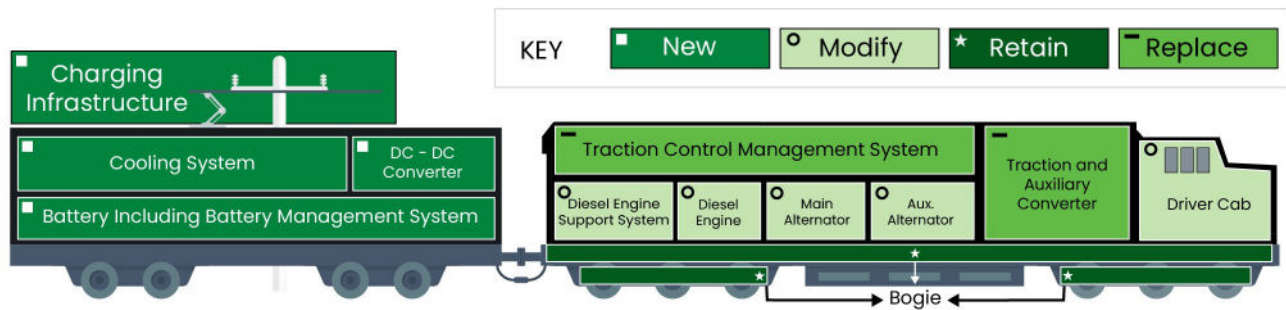 KEY
New
Modify
Retain
Replace
Charging
Infrastructure
Cooling System
DC - DC
Converter
Battery Including Battery Management System
Traction Control Management System
Diesel Engine
Support System
Diesel
Engine
Main
Alternator
Aux.
Alternator
Traction and
Auxiliary
Converter
Driver Cab
Bogie